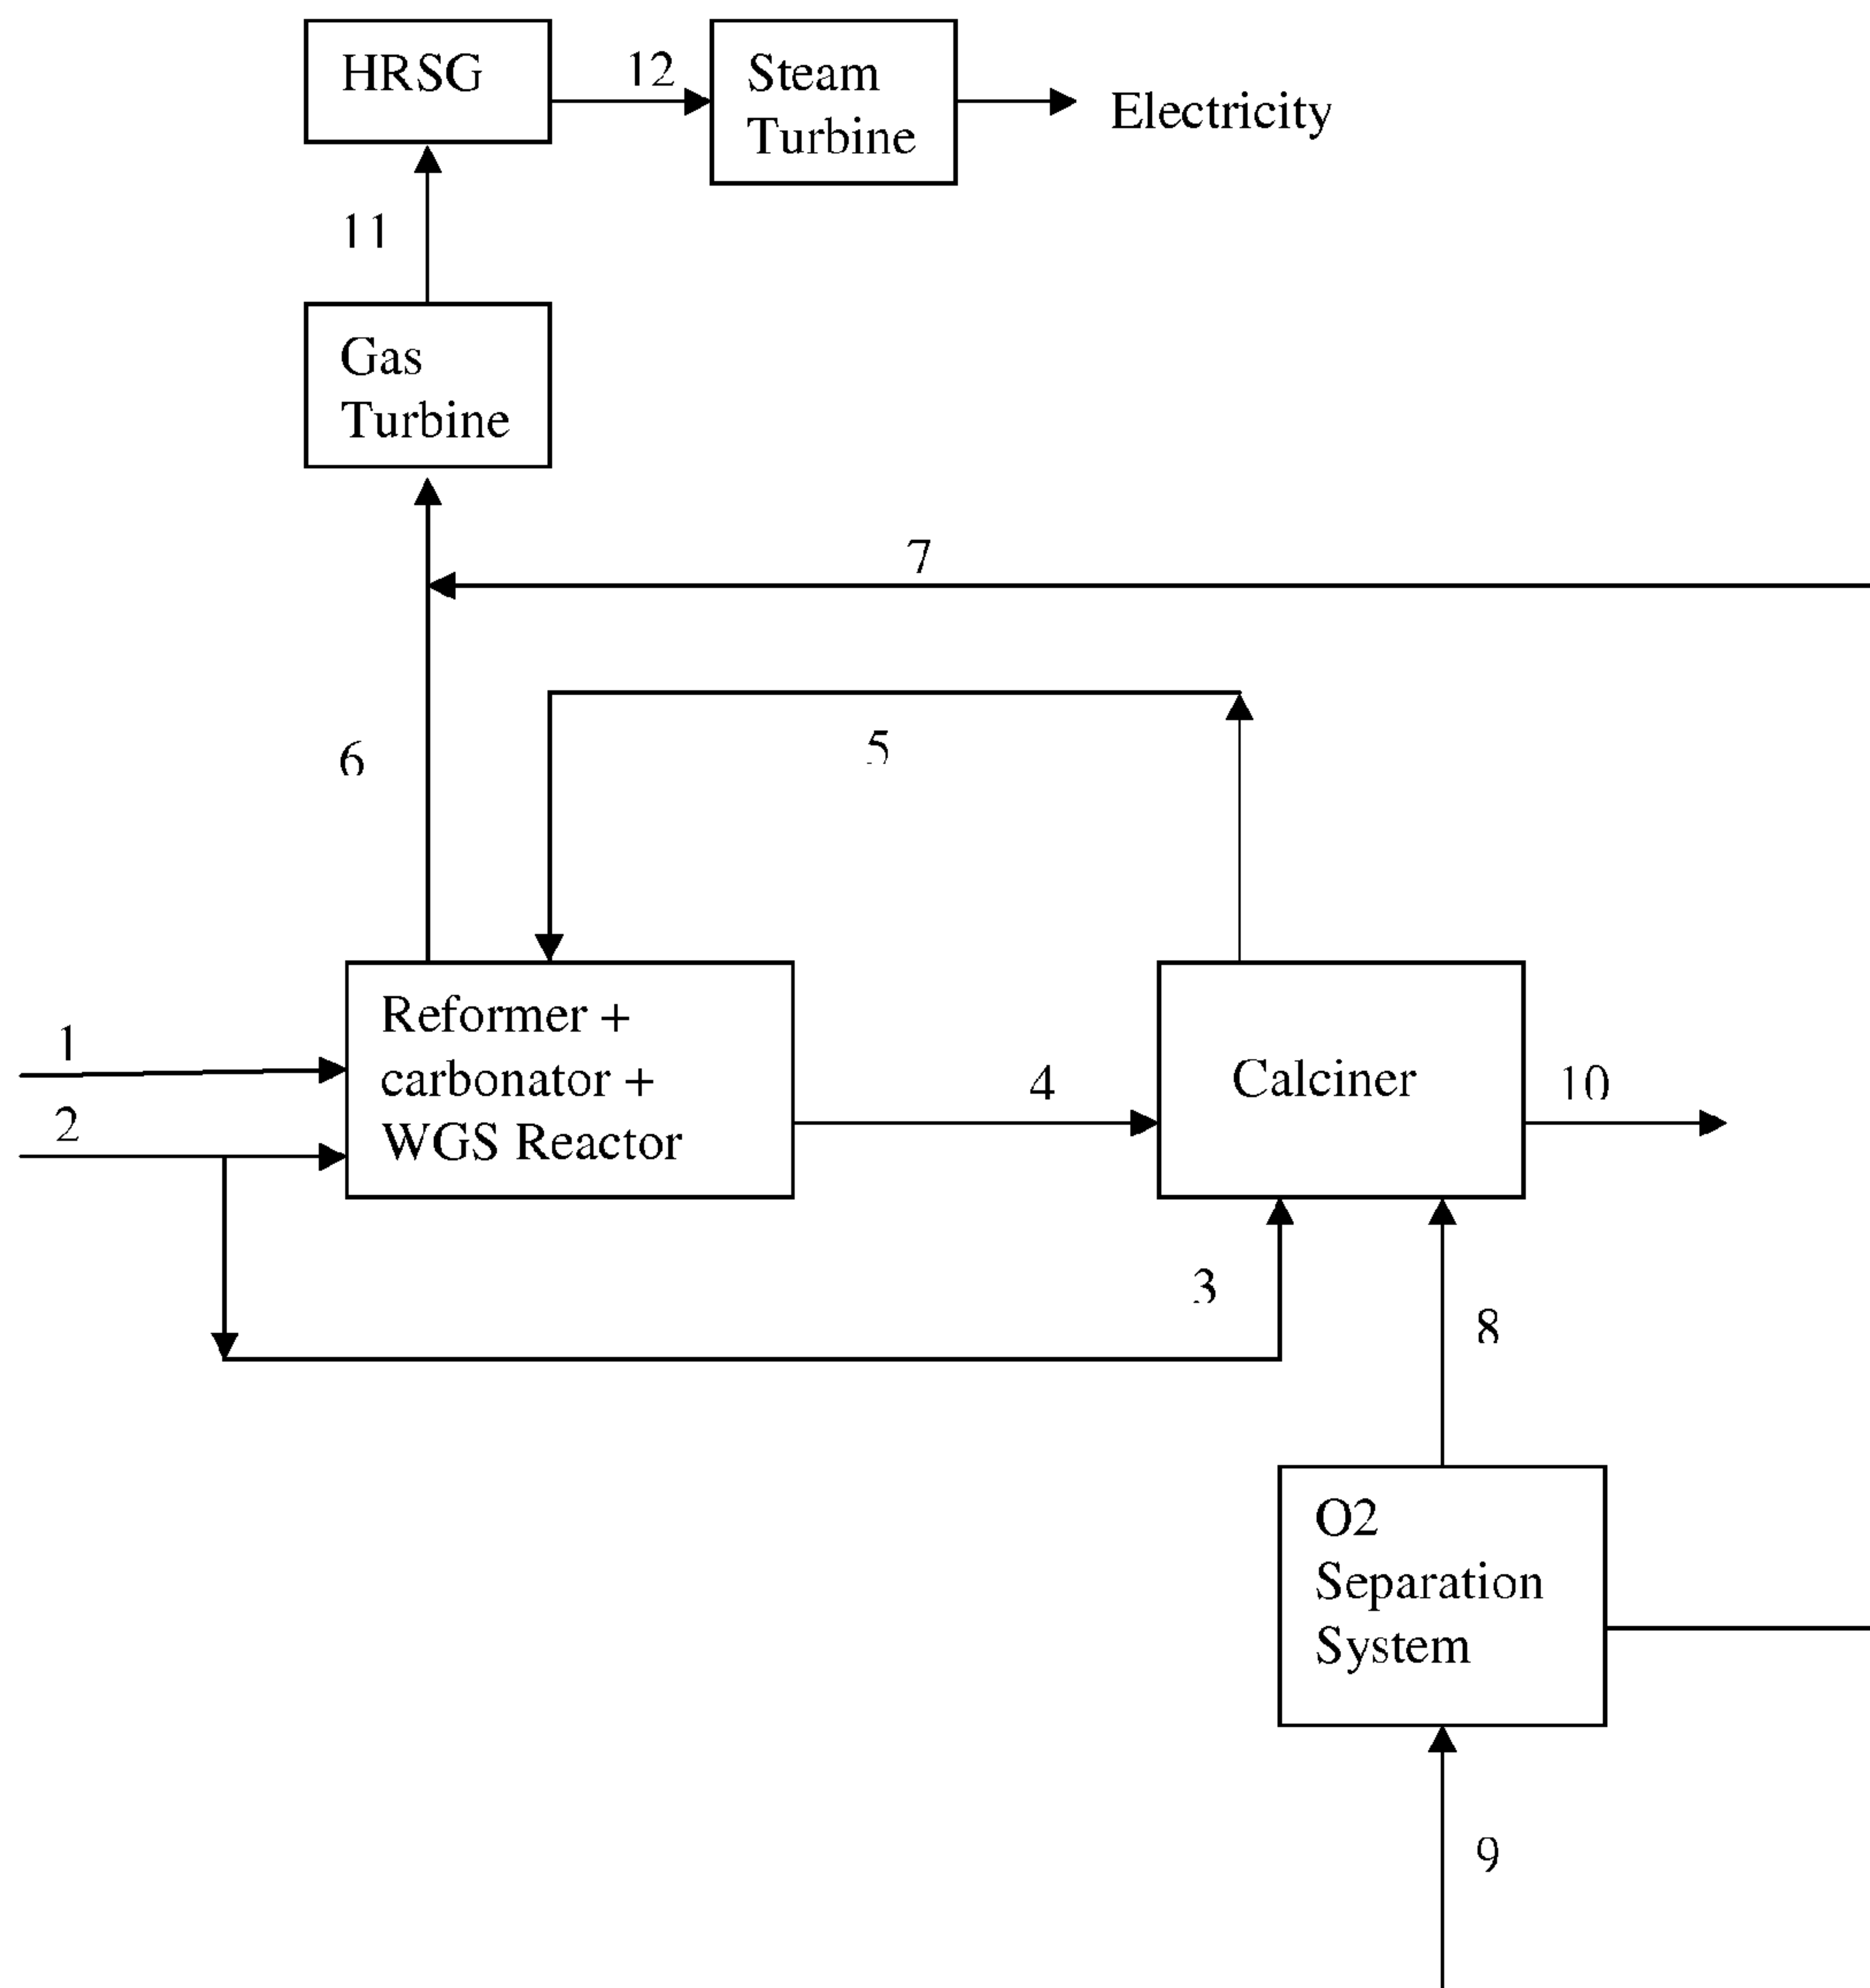 HRSG
12
Steam
Turbine
Electricity
11
Gas
Turbine
7
6
5
1
2
Reformer +
carbonator +
WGS Reactor
4
Calciner
10
3
8
O2
Separation
System
9